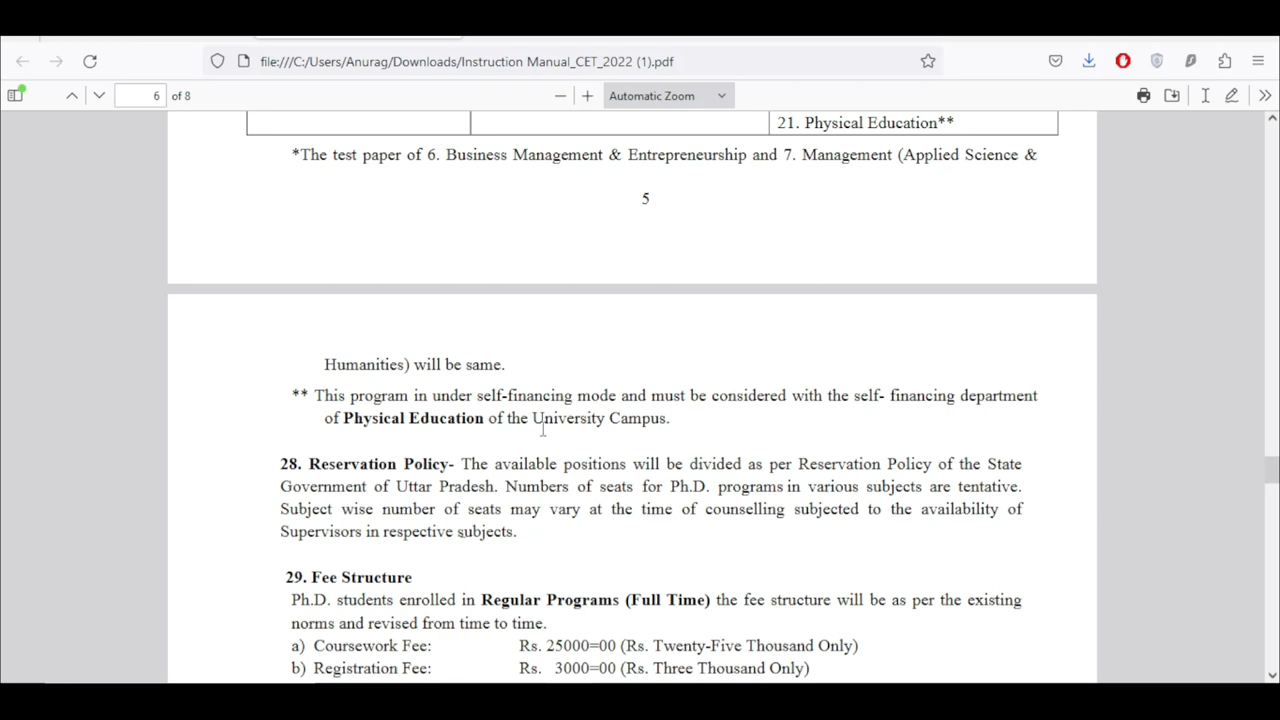 file:///C:/Users/Anurag/Downloads/Instruction Manual_CET_2022 (1).pdf
6 of 8
Automatic Zoom
21. Physical Education**
*The test paper of 6. Business Management & Entrepreneurship and 7. Management (Applied Science &
5
Humanities) will be same.
** This program in under self-financing mode and must be considered with the self- financing department
of Physical Education of the University Campus.
28. Reservation Policy- The available positions will be divided as per Reservation Policy of the State
Government of Uttar Pradesh. Numbers of seats for Ph.D. programs in various subjects are tentative.
Subject wise number of seats may vary at the time of counselling subjected to the availability of
Supervisors in respective subjects.
29. Fee Structure
Ph.D. students enrolled in Regular Programs (Full Time) the fee structure will be as per the existing
norms and revised from time to time.
a) Coursework Fee: Rs. 25000=00 (Rs. Twenty-Five Thousand Only)
b) Registration Fee: Rs. 3000=00 (Rs. Three Thousand Only)